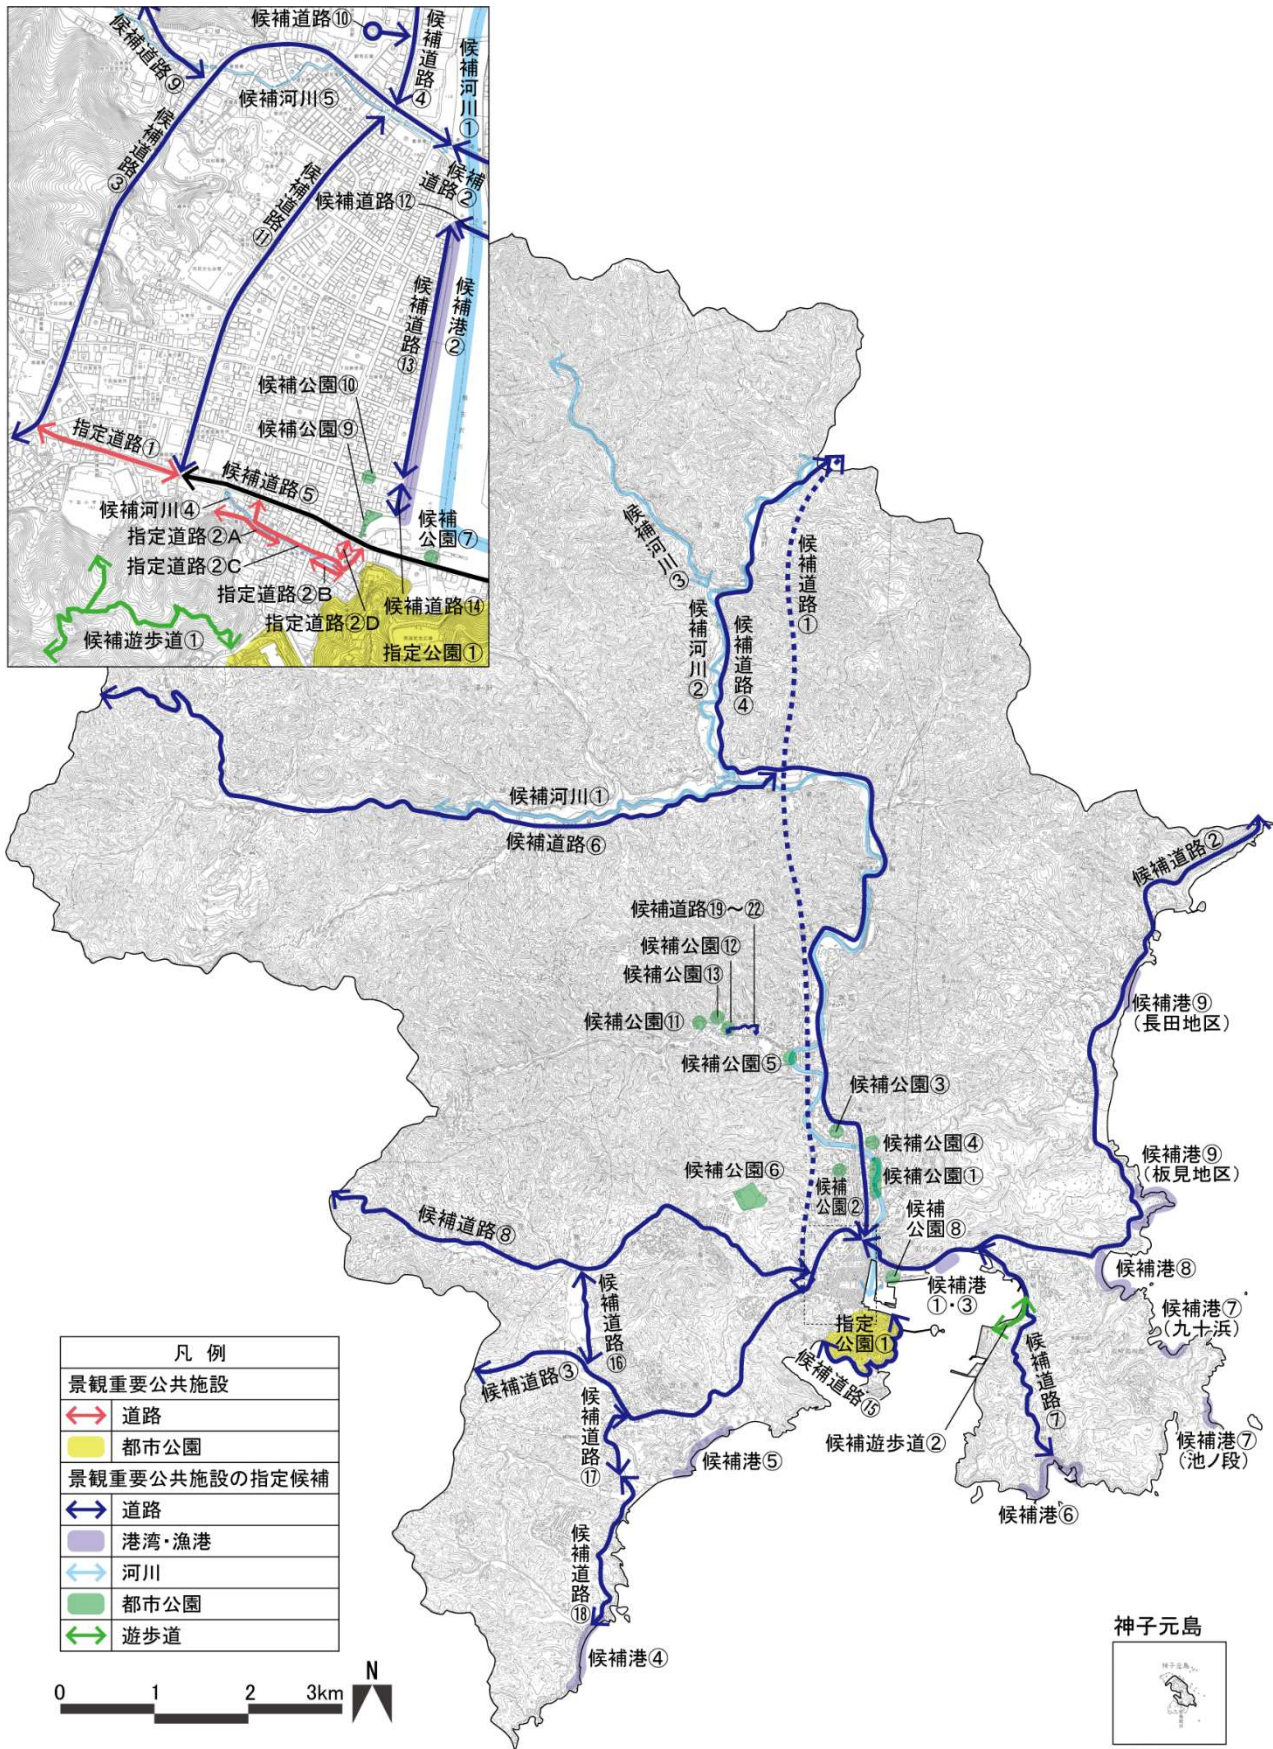 候補道路⑩
候補道路④
候補河川①
候補道路⑨
候補河川⑤
候補道路③
候補道路⑪
候補
道路②
候補道路⑫
候補道路⑬
候補港②
候補公園⑩
候補公園⑨
指定道路①
候補道路⑤
候補河川④
指定道路②A
指定道路②C
指定道路②B
指定道路②D
候補
公園⑦
候補道路⑭
候補遊歩道①
指定公園①
候補河川③
候補河川②
候補道路④
候補道路①
候補河川①
候補道路⑥
候補道路②
候補道路⑲～㉒
候補公園⑫
候補公園⑬
候補公園⑪
候補公園⑤
候補港⑨
(長田地区)
候補公園③
候補公園④
候補公園①
候補公園⑥
候補
公園②
候補
公園⑧
候補港⑨
(板見地区)
候補道路⑧
候補港
①・③
候補港⑧
候補港⑦
(九十浜)
候補道路⑯
候補道路③
指定
公園①
候補道路⑮
候補道路⑦
候補道路⑰
候補港⑤
候補遊歩道②
候補港⑦
(池ノ段)
候補港⑥
候補道路⑱
候補港④
凡 例
景観重要公共施設
道路
都市公園
景観重要公共施設の指定候補
道路
港湾・漁港
河川
都市公園
遊歩道
0 1 2 3km
N
神子元島
神子元島